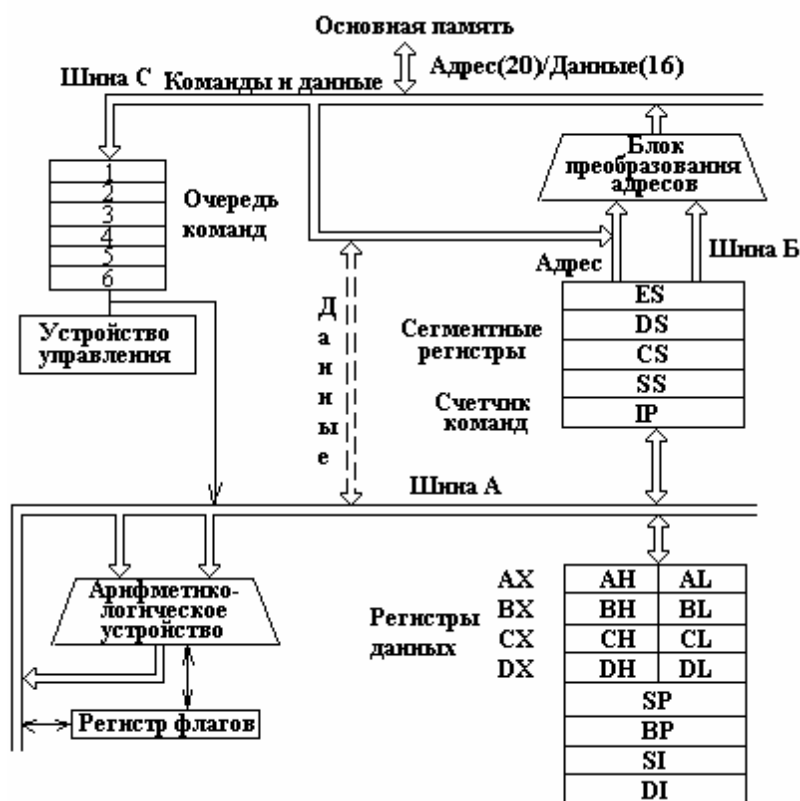 Основная память
Адрес(20)/Данные(16)
Шина С
Команды и данные
Блок
преобразования
адресов
1
2
3
4
5
6
Очередь
команд
Адрес
Шина Б
Устройство
управления
Данные
Сегментные
регистры
Счетчик
команд
ES
DS
CS
SS
IP
Шина А
Арифметико-
логическое
устройство
Регистр флагов
Регистры
данных
AX AH AL
BX BH BL
CX CH CL
DX DH DL
SP
BP
SI
DI